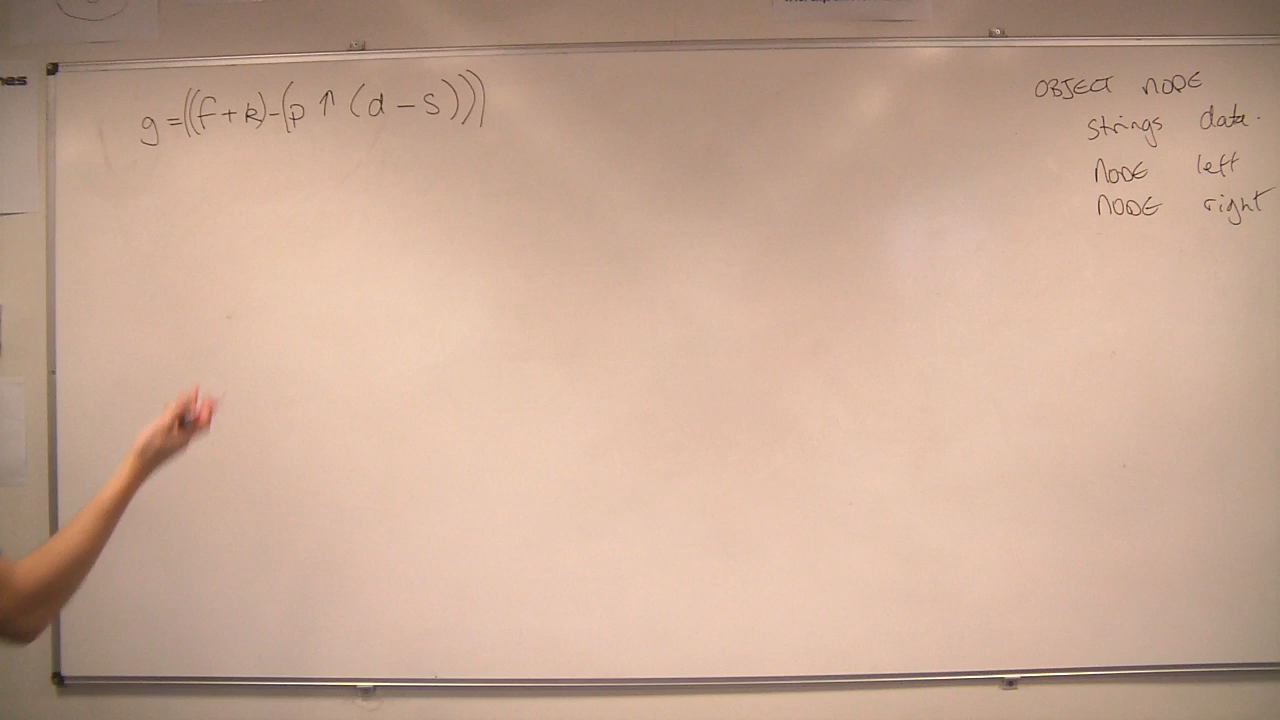 g = ((f + k) - (p ↑ (d - s)))
OBJECT NODE
strings data.
NODE left
NODE right